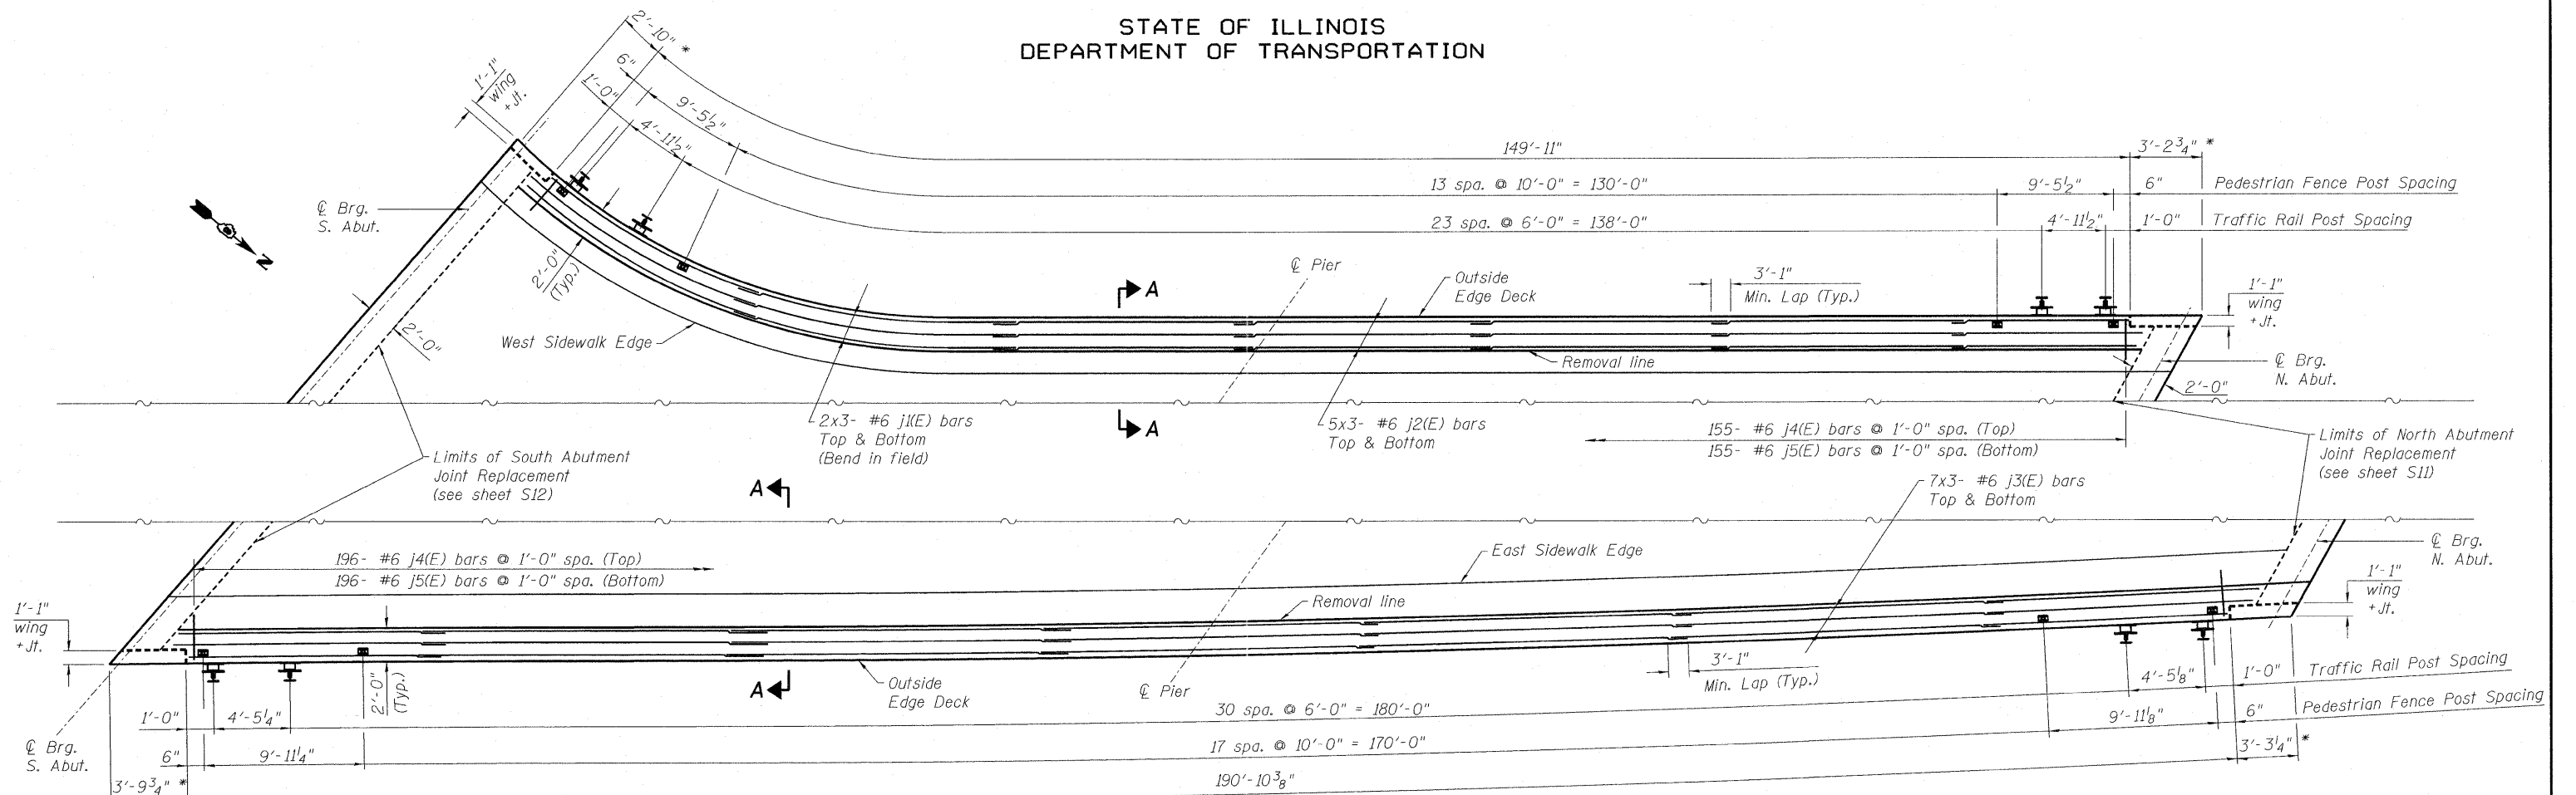 STATE OF ILLINOIS
DEPARTMENT OF TRANSPORTATION
2'-10" *
6"
1'-0"
9'-5½"
4'-11½"
1'-1"
wing
+Jt.
149'-11"
3'-2¾" *
13 spa. @ 10'-0" = 130'-0"
9'-5½"
6"
Pedestrian Fence Post Spacing
23 spa. @ 6'-0" = 138'-0"
4'-11½"
1'-0"
Traffic Rail Post Spacing
℄ Brg.
S. Abut.
N
2'-0"
(Typ.)
℄ Pier
A
Outside
Edge Deck
3'-1"
Min. Lap (Typ.)
1'-1"
wing
+Jt.
2'-0"
West Sidewalk Edge
Removal line
℄ Brg.
N. Abut.
2'-0"
2x3- #6 j1(E) bars
Top & Bottom
(Bend in field)
A
5x3- #6 j2(E) bars
Top & Bottom
155- #6 j4(E) bars @ 1'-0" spa. (Top)
155- #6 j5(E) bars @ 1'-0" spa. (Bottom)
Limits of South Abutment
Joint Replacement
(see sheet S12)
Limits of North Abutment
Joint Replacement
(see sheet S11)
A
7x3- #6 j3(E) bars
Top & Bottom
196- #6 j4(E) bars @ 1'-0" spa. (Top)
196- #6 j5(E) bars @ 1'-0" spa. (Bottom)
East Sidewalk Edge
℄ Brg.
N. Abut.
1'-1"
wing
+Jt.
Removal line
1'-1"
wing
+Jt.
2'-0"
(Typ.)
A
Outside
Edge Deck
℄ Pier
3'-1"
Min. Lap (Typ.)
4'-5⅛"
1'-0"
Traffic Rail Post Spacing
1'-0"
4'-5¼"
30 spa. @ 6'-0" = 180'-0"
9'-11⅛"
6"
Pedestrian Fence Post Spacing
℄ Brg.
S. Abut.
6"
9'-11¼"
17 spa. @ 10'-0" = 170'-0"
3'-3¼" *
3'-9¾" *
190'-10⅜"